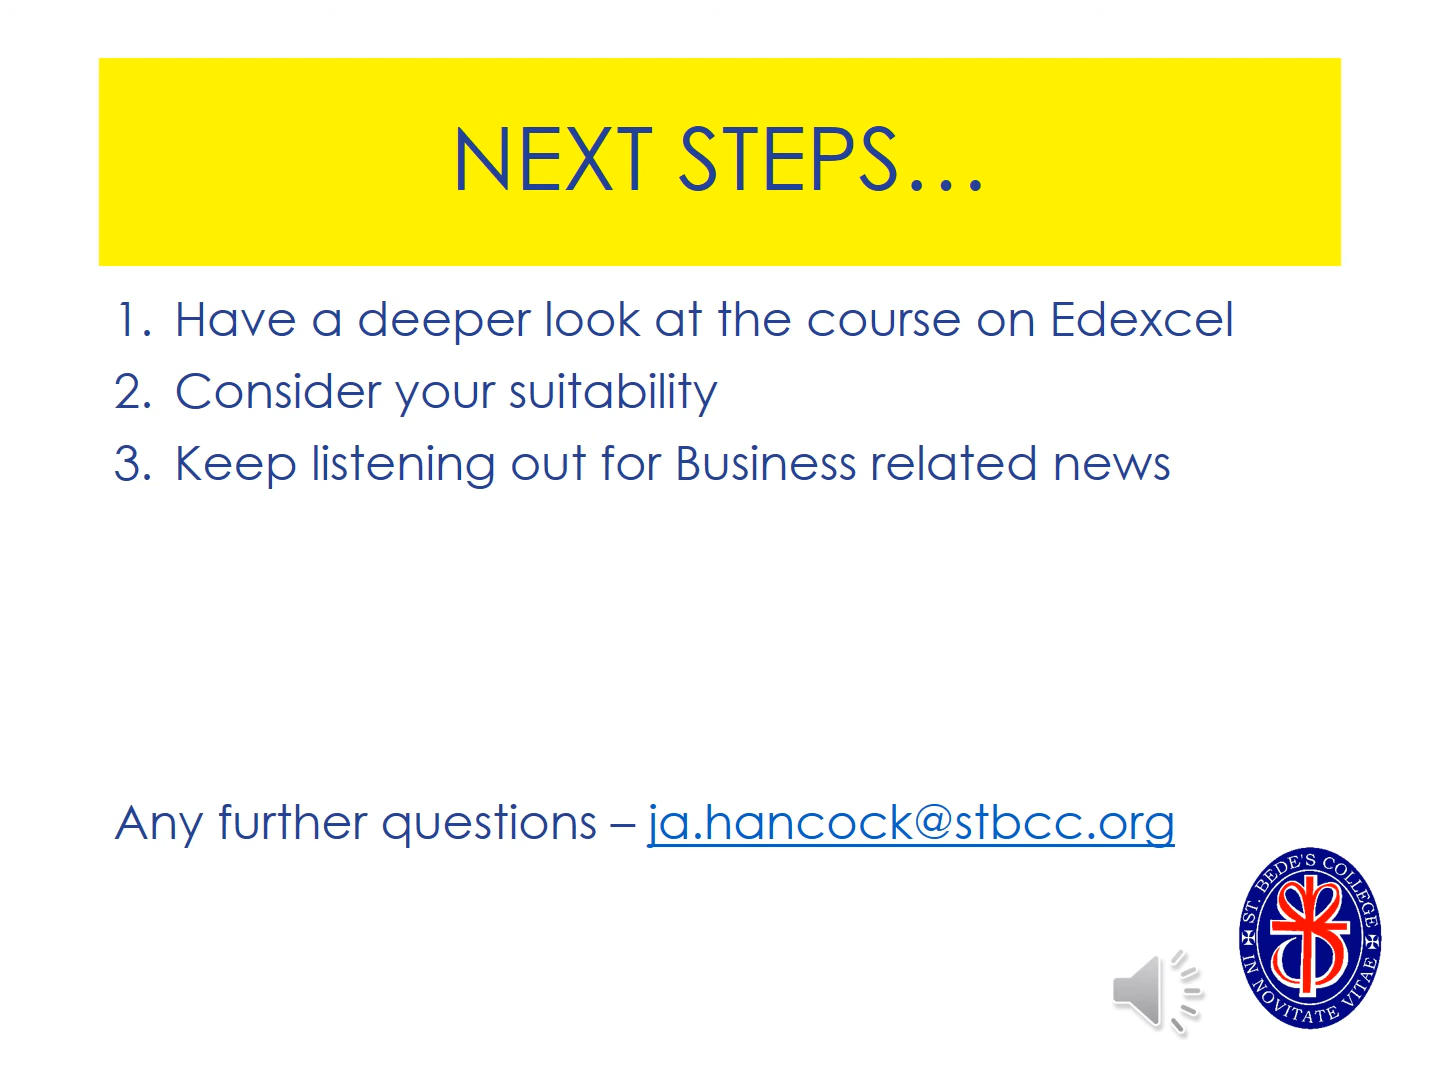 NEXT STEPS…
1. Have a deeper look at the course on Edexcel
2. Consider your suitability
3. Keep listening out for Business related news
Any further questions – ja.hancock@stbcc.org
ST. BEDE'S COLLEGE
IN NOVITATE VITAE